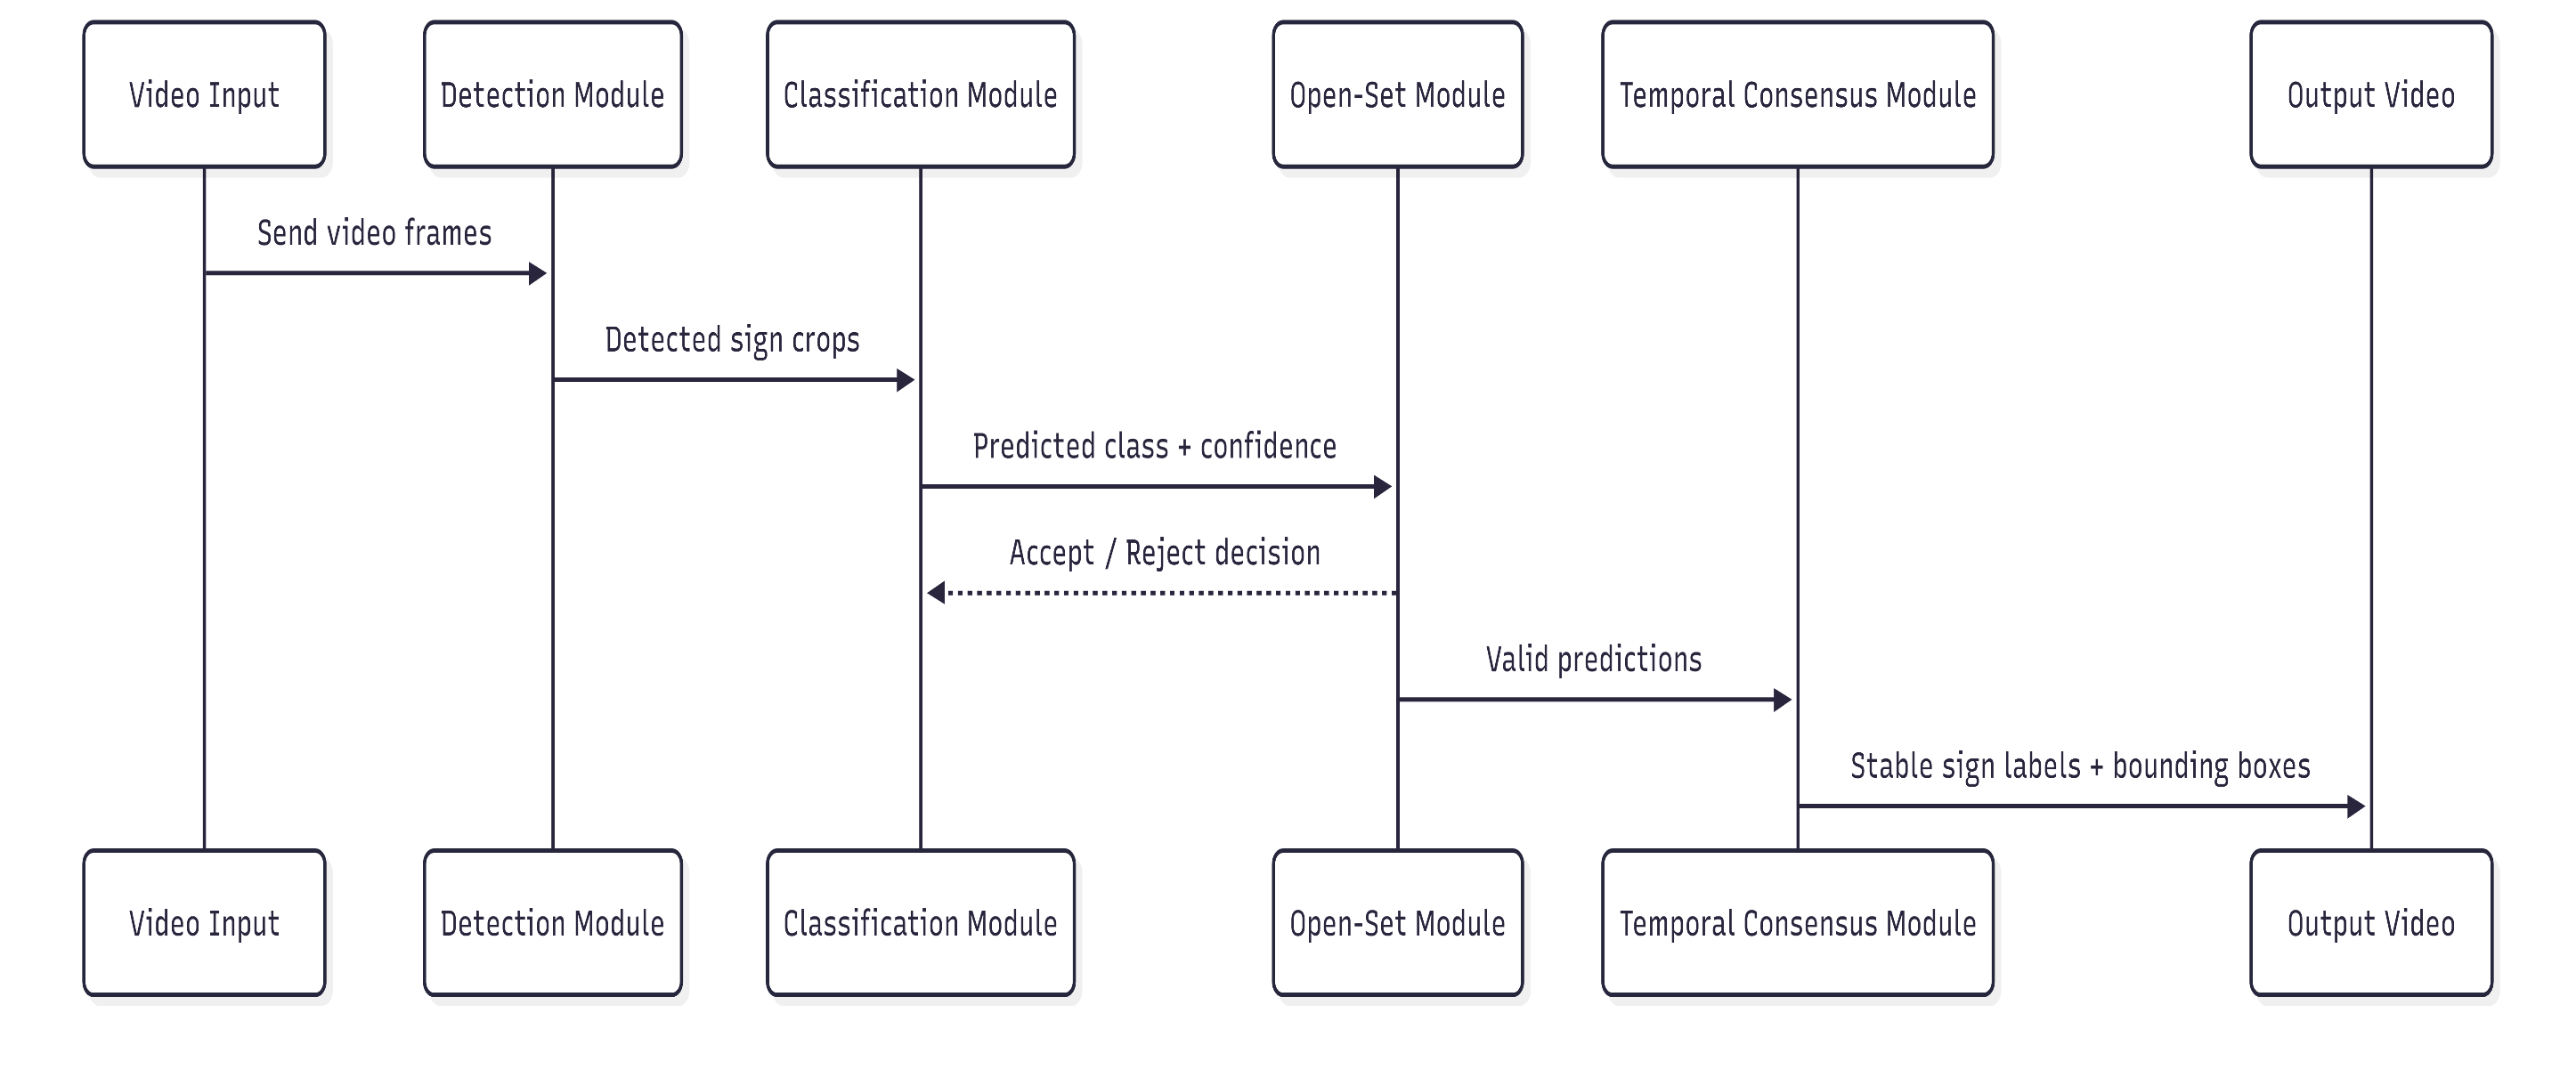 Video Input
Detection Module
Classification Module
Open-Set Module
Temporal Consensus Module
Output Video
Send video frames
Detected sign crops
Predicted class + confidence
Accept / Reject decision
Valid predictions
Stable sign labels + bounding boxes
Video Input
Detection Module
Classification Module
Open-Set Module
Temporal Consensus Module
Output Video